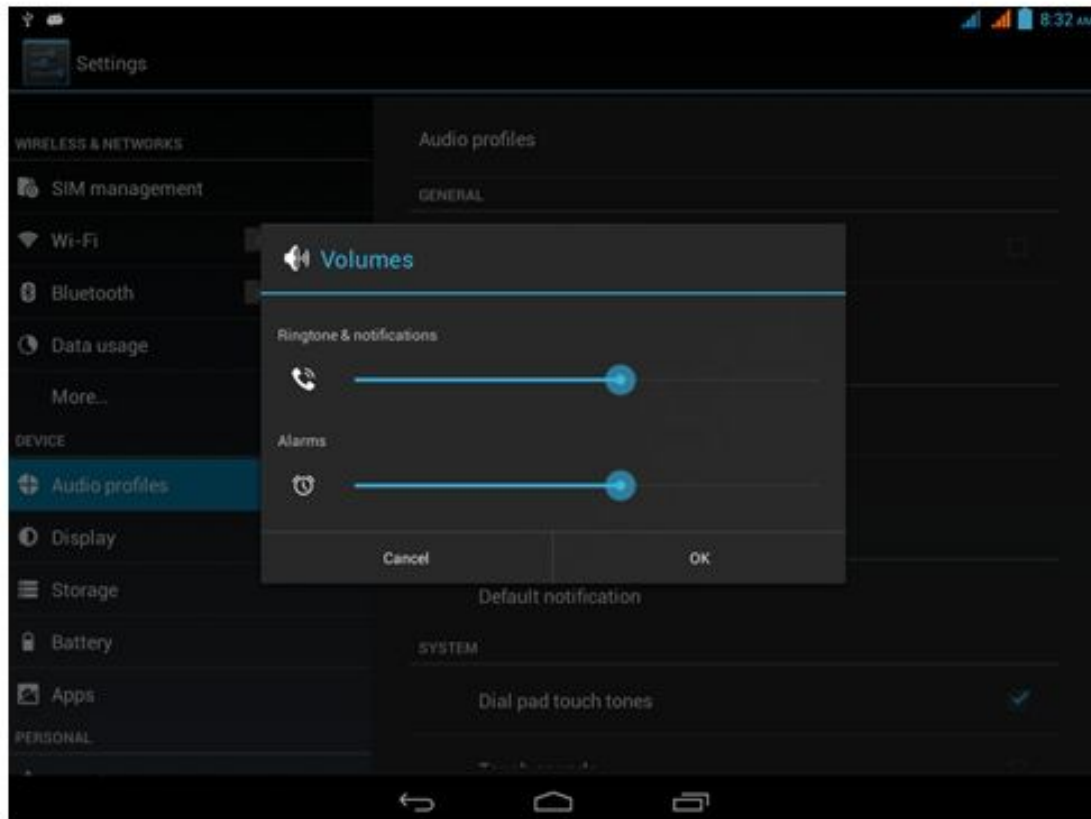 8:32 AM
Settings
WIRELESS & NETWORKS
SIM management
Wi-Fi
Bluetooth
Data usage
More...
DEVICE
Audio profiles
Display
Storage
Battery
Apps
PERSONAL
Audio profiles
GENERAL
Volumes
Ringtone & notifications
Alarms
Cancel
OK
Default notification
SYSTEM
Dial pad touch tones